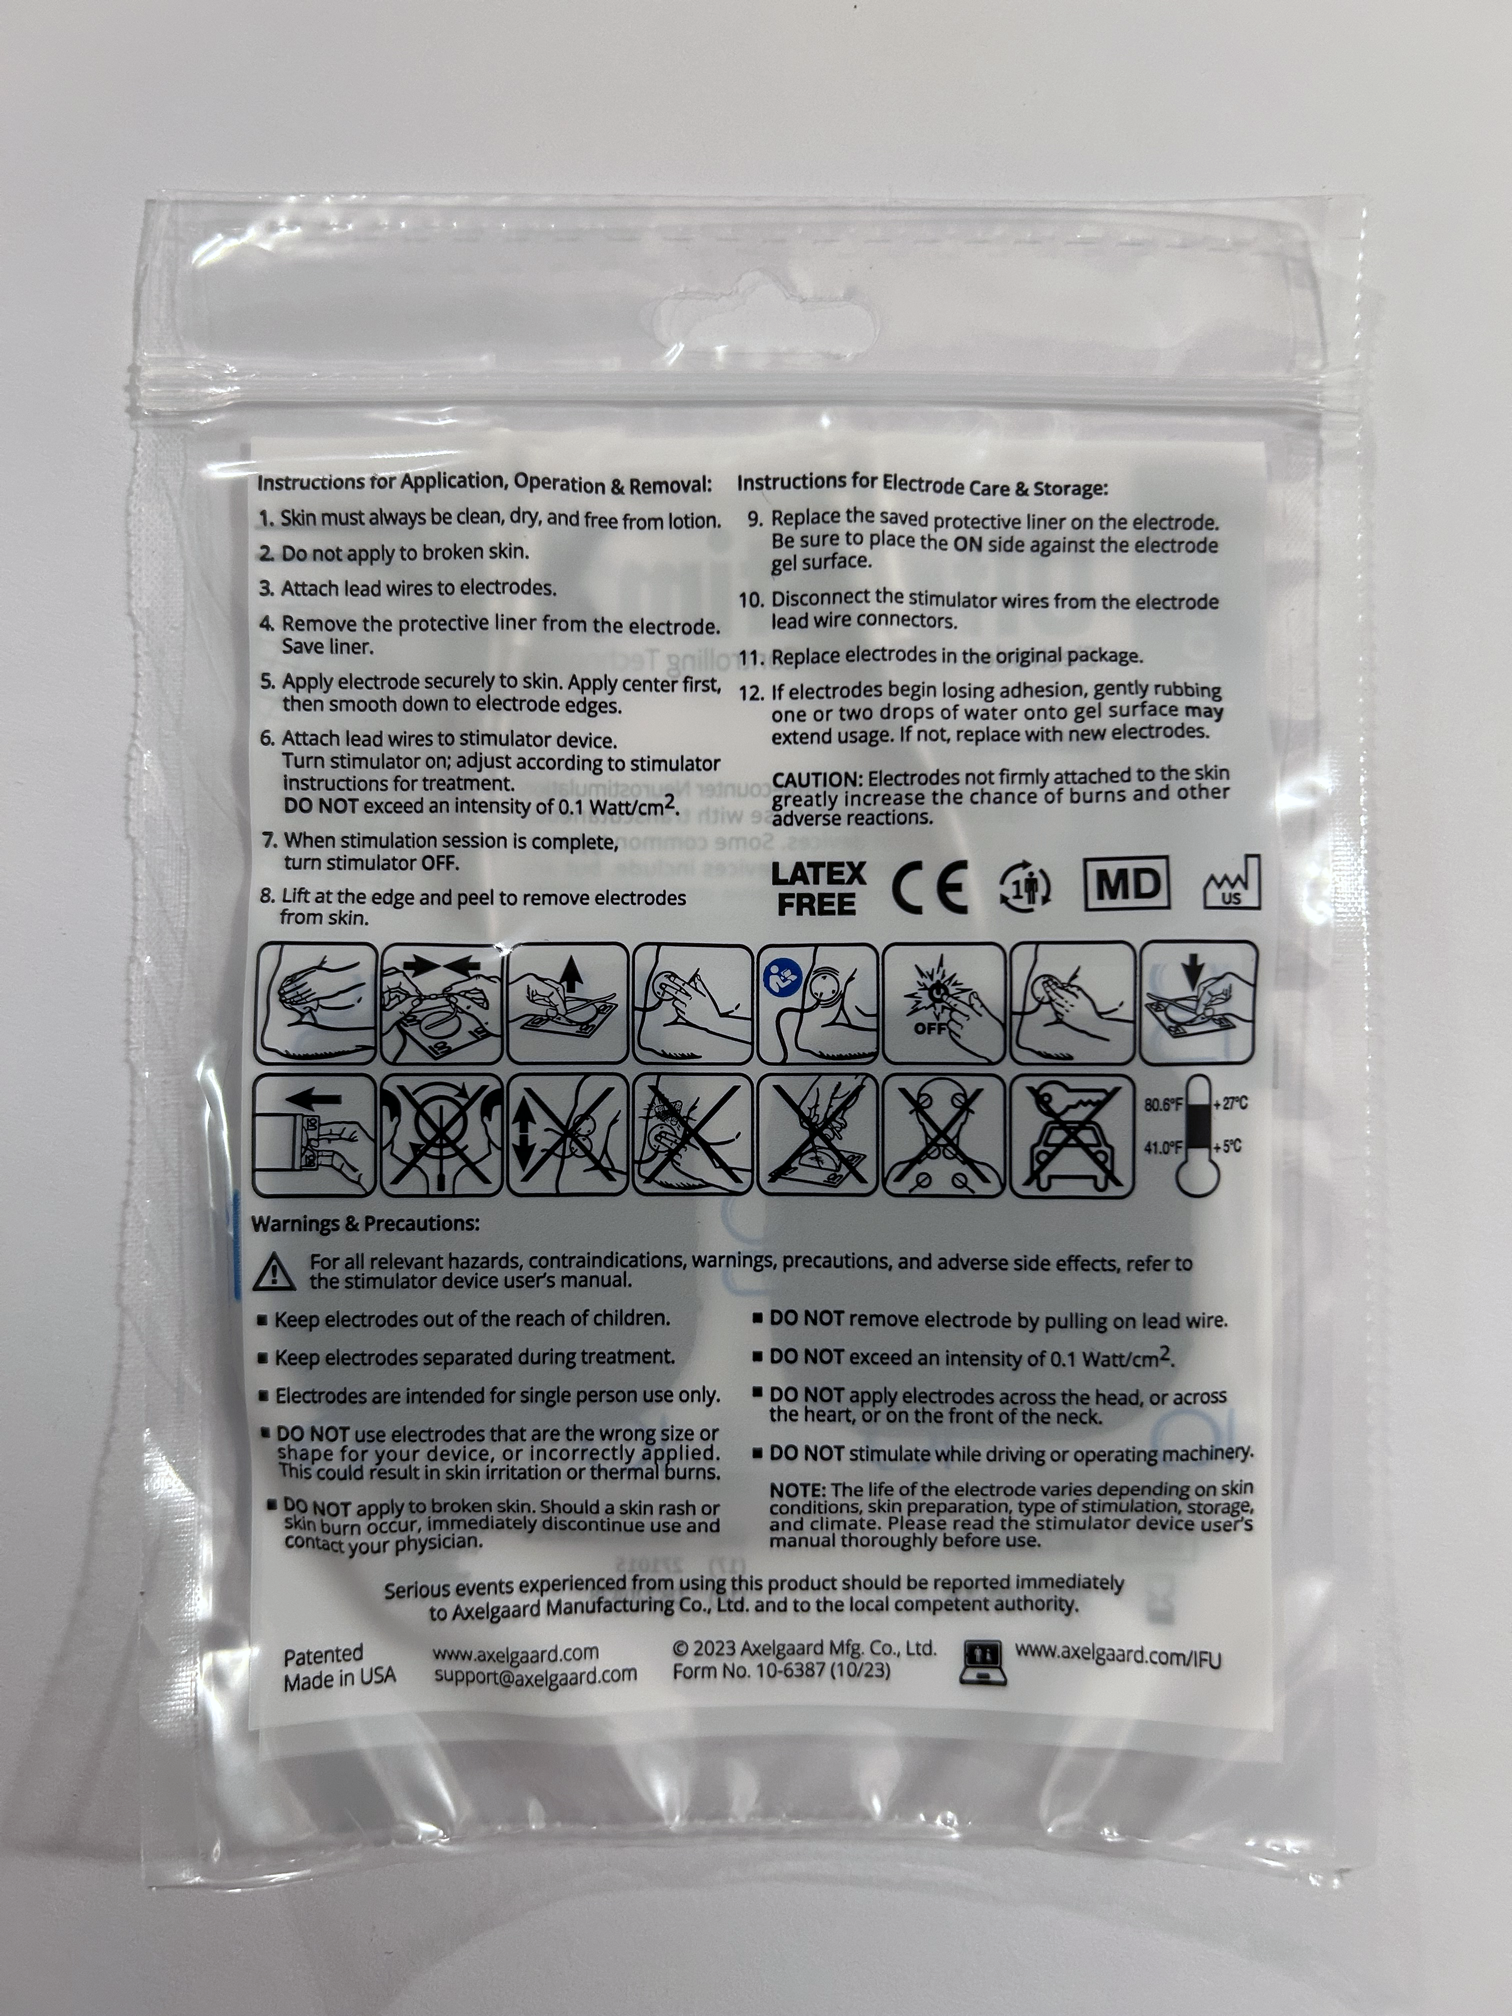 Instructions for Application, Operation & Removal:
1. Skin must always be clean, dry, and free from lotion.
2. Do not apply to broken skin.
3. Attach lead wires to electrodes.
4. Remove the protective liner from the electrode.
Save liner.
5. Apply electrode securely to skin. Apply center first,
then smooth down to electrode edges.
6. Attach lead wires to stimulator device.
Turn stimulator on; adjust according to stimulator
instructions for treatment.
DO NOT exceed an intensity of 0.1 Watt/cm².
7. When stimulation session is complete,
turn stimulator OFF.
8. Lift at the edge and peel to remove electrodes
from skin.
Instructions for Electrode Care & Storage:
9. Replace the saved protective liner on the electrode.
Be sure to place the ON side against the electrode
gel surface.
10. Disconnect the stimulator wires from the electrode
lead wire connectors.
11. Replace electrodes in the original package.
12. If electrodes begin losing adhesion, gently rubbing
one or two drops of water onto gel surface may
extend usage. If not, replace with new electrodes.
CAUTION: Electrodes not firmly attached to the skin
greatly increase the chance of burns and other
adverse reactions.
LATEX
FREE
CE
1
MD
US
OFF
80.6°F +27°C
41.0°F +5°C
Warnings & Precautions:
For all relevant hazards, contraindications, warnings, precautions, and adverse side effects, refer to
the stimulator device user's manual.
▪ Keep electrodes out of the reach of children.
▪ Keep electrodes separated during treatment.
▪ Electrodes are intended for single person use only.
▪ DO NOT use electrodes that are the wrong size or
shape for your device, or incorrectly applied.
This could result in skin irritation or thermal burns.
▪ DO NOT apply to broken skin. Should a skin rash or
skin burn occur, immediately discontinue use and
contact your physician.
▪ DO NOT remove electrode by pulling on lead wire.
▪ DO NOT exceed an intensity of 0.1 Watt/cm².
▪ DO NOT apply electrodes across the head, or across
the heart, or on the front of the neck.
▪ DO NOT stimulate while driving or operating machinery.
NOTE: The life of the electrode varies depending on skin
conditions, skin preparation, type of stimulation, storage,
and climate. Please read the stimulator device user's
manual thoroughly before use.
Serious events experienced from using this product should be reported immediately
to Axelgaard Manufacturing Co., Ltd. and to the local competent authority.
Patented
Made in USA
www.axelgaard.com
support@axelgaard.com
© 2023 Axelgaard Mfg. Co., Ltd.
Form No. 10-6387 (10/23)
www.axelgaard.com/IFU